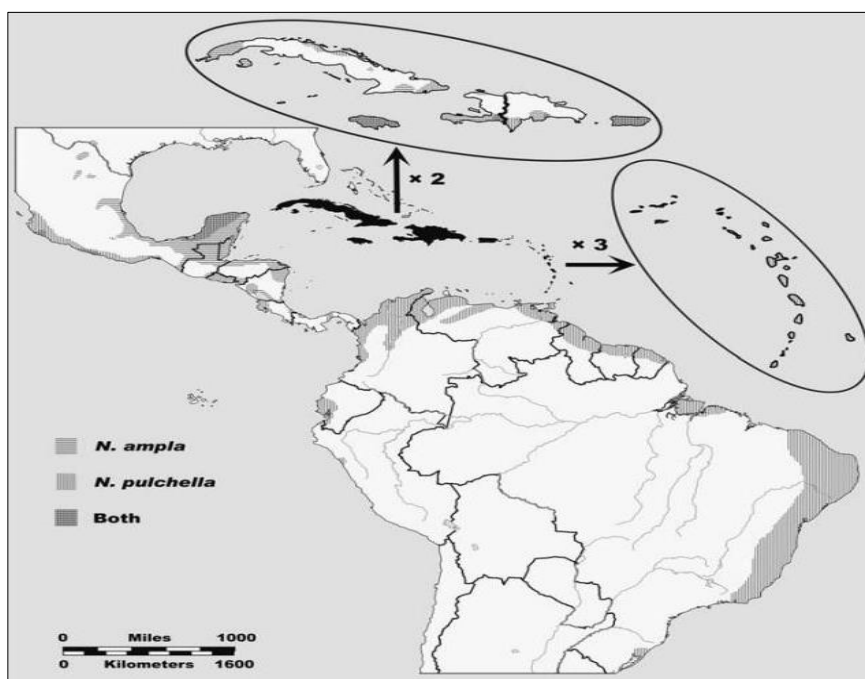 × 2
× 3
N. ampla
N. pulchella
Both
0 Miles 1000
0 Kilometers 1600